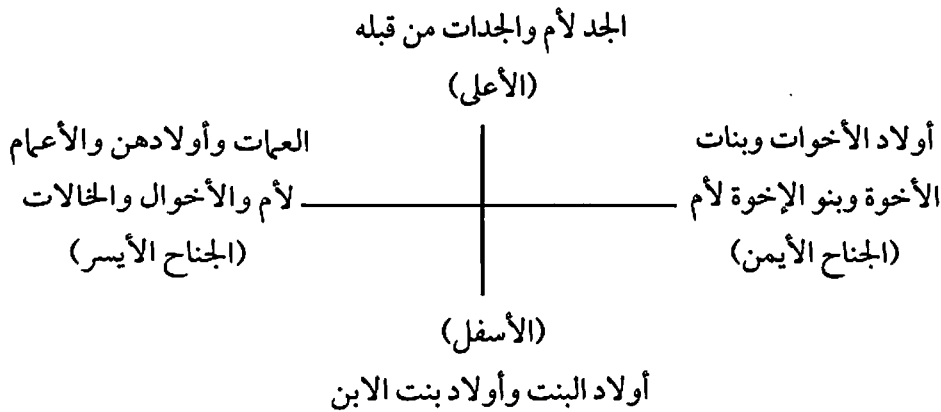 الجد لأم والجدات من قبله
(الأعلى)
أولاد الأخوات وبنات
الأخوة وبنو الإخوة لأم
(الجناح الأيمن)
العمات وأولادهن والأعمام
لأم والأخوال والخالات
(الجناح الأيسر)
(الأسفل)
أولاد البنت وأولاد بنت الابن